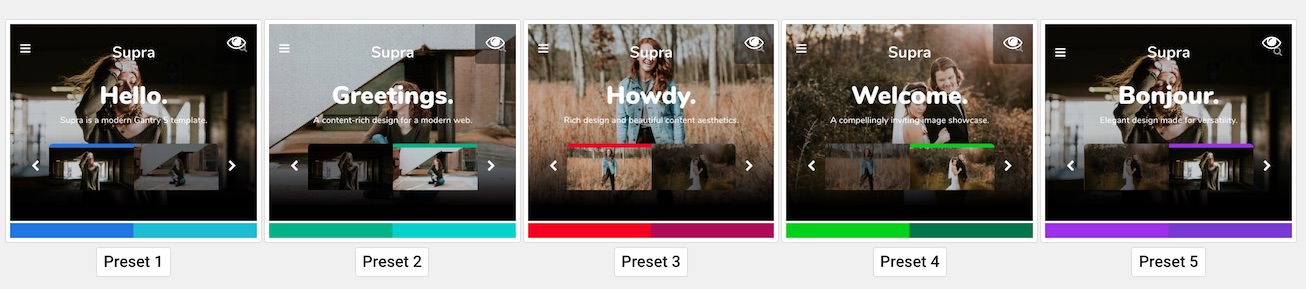 Supra
Hello.
Supra is a modern Gantry 5 template.
Preset 1
Supra
Greetings.
A content-rich design for a modern web.
Preset 2
Supra
Howdy.
Rich design and beautiful content aesthetics.
Preset 3
Supra
Welcome.
A compellingly inviting image showcase.
Preset 4
Supra
Bonjour.
Elegant design made for versatility.
Preset 5